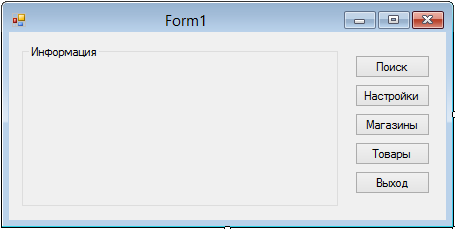 Form1
Информация
Поиск
Настройки
Магазины
Товары
Выход